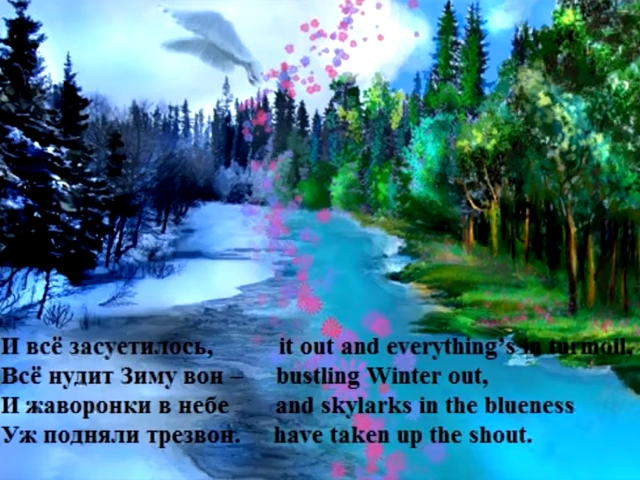 И всё засуетилось,
Всё нудит Зиму вон –
И жаворонки в небе
Уж подняли трезвон.
it out and everything's in turmoil,
bustling Winter out,
and skylarks in the blueness
have taken up the shout.